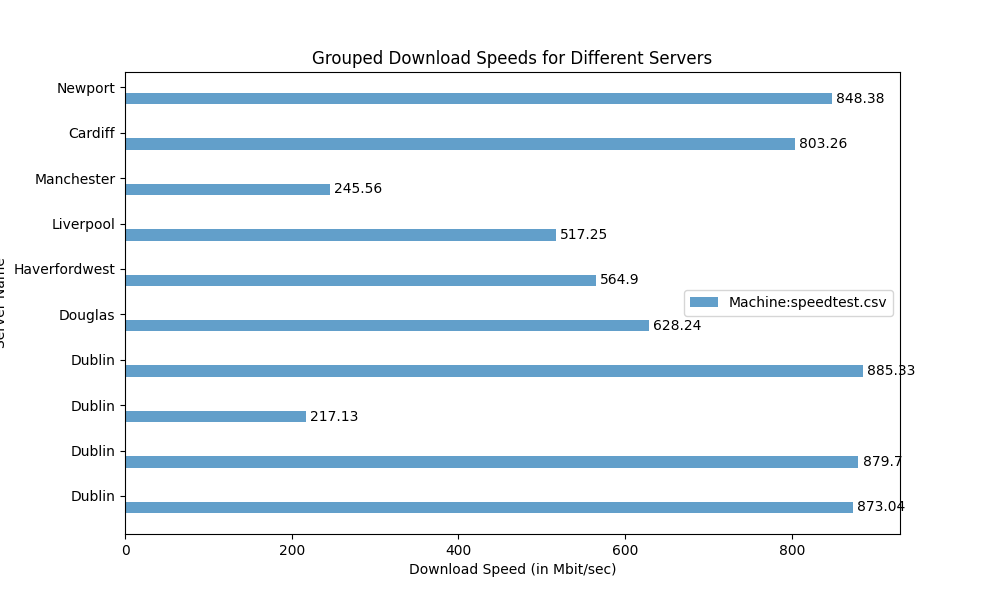 Grouped Download Speeds for Different Servers
Newport
848.38
Cardiff
803.26
Manchester
245.56
Liverpool
517.25
Haverfordwest
564.9
Server Name
Machine:speedtest.csv
Douglas
628.24
Dublin
885.33
Dublin
217.13
Dublin
879.7
Dublin
873.04
0 200 400 600 800
Download Speed (in Mbit/sec)